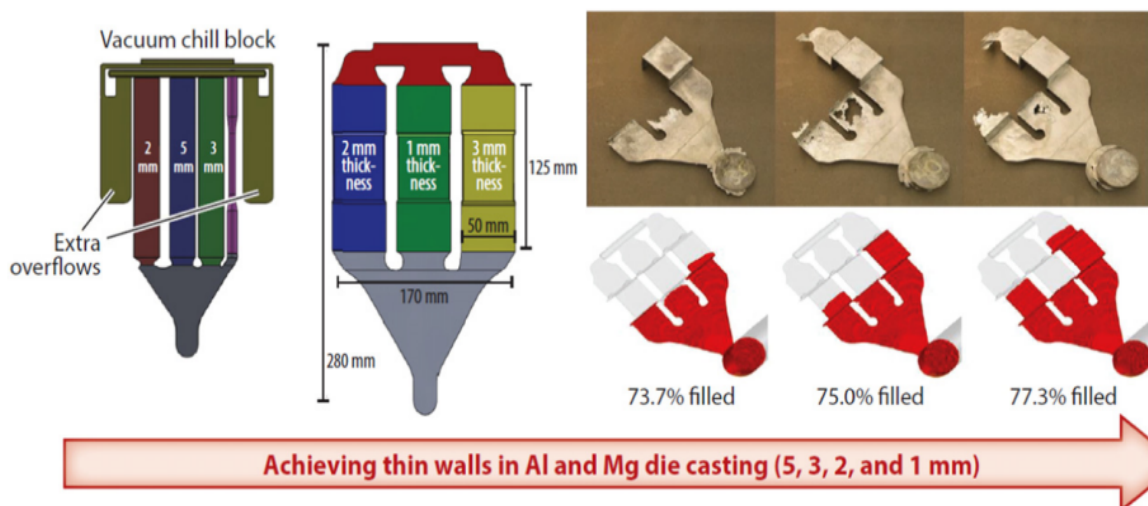 Vacuum chill block
2
mm
5
mm
3
mm
Extra
overflows
2 mm
thick-
ness
1 mm
thick-
ness
3 mm
thick-
ness
125 mm
50 mm
170 mm
280 mm
73.7% filled
75.0% filled
77.3% filled
Achieving thin walls in Al and Mg die casting (5, 3, 2, and 1 mm)